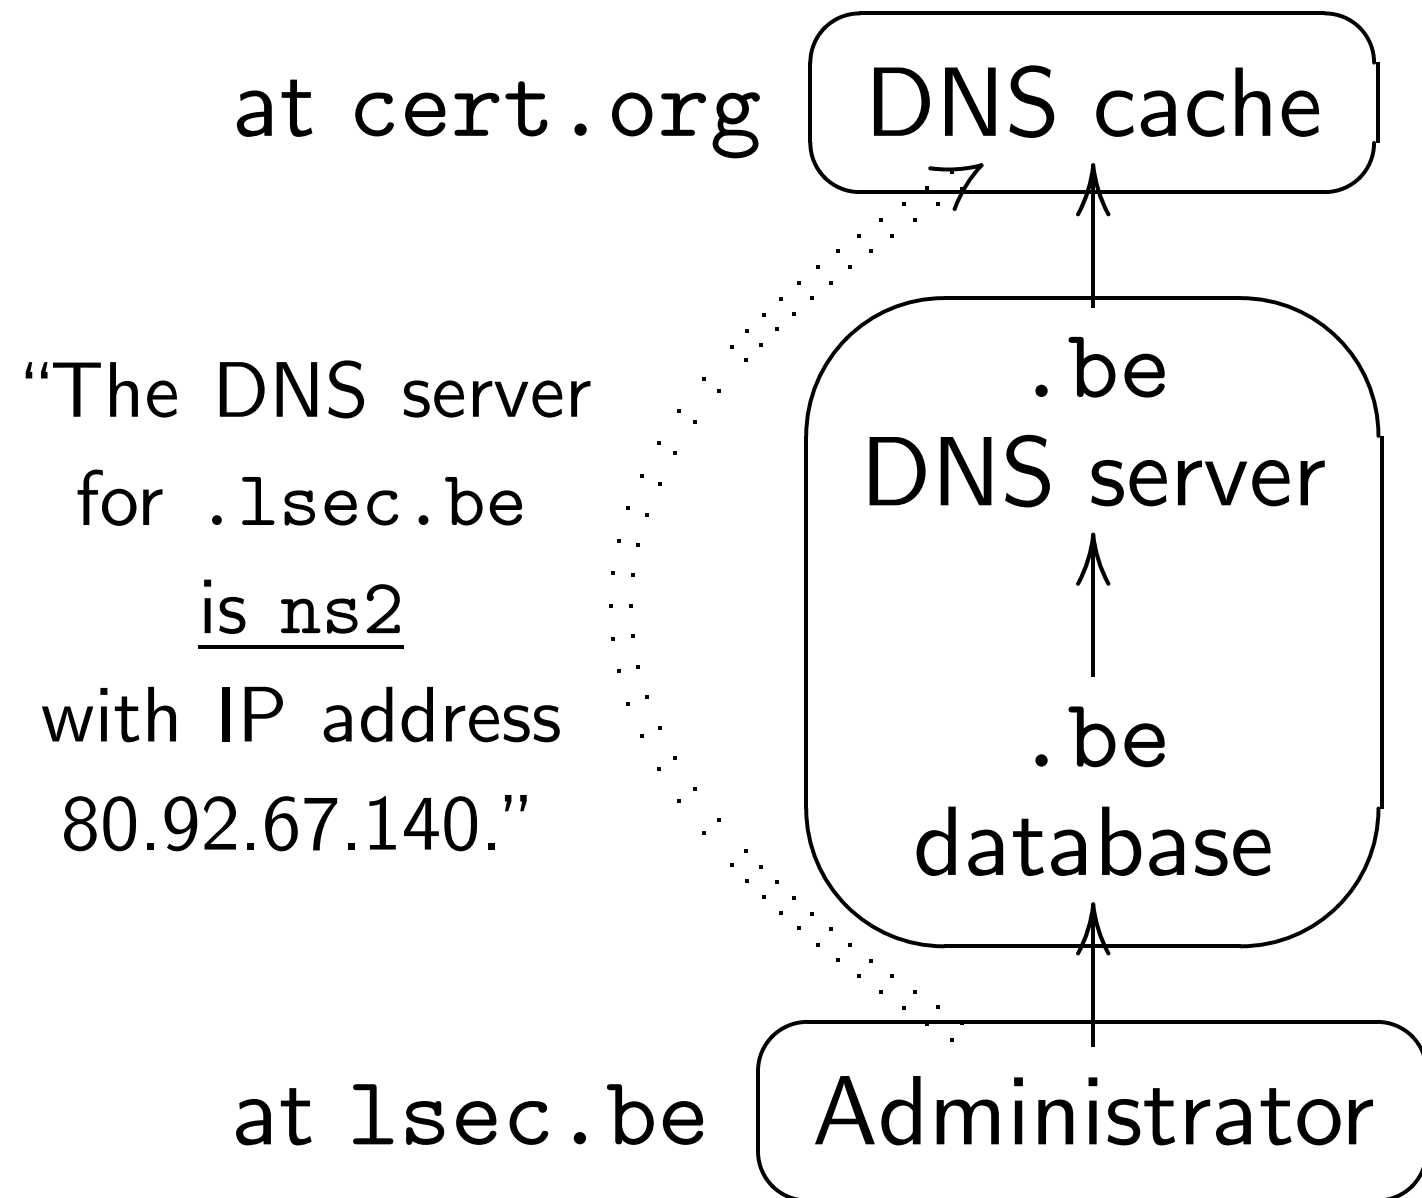 at cert.org DNS cache
“The DNS server
for .lsec.be
is ns2
with IP address
80.92.67.140.”
.be
DNS server
.be
database
at lsec.be Administrator